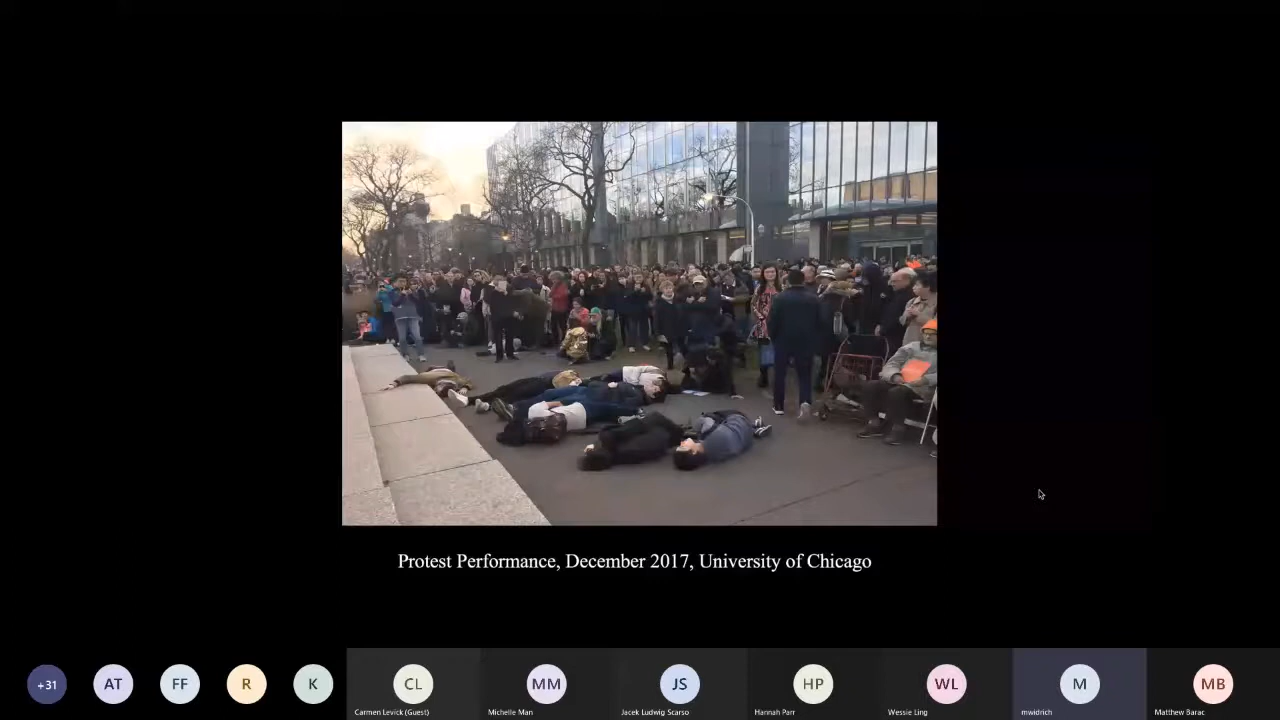 Protest Performance, December 2017, University of Chicago
+31
AT
FF
R
K
CL
MM
JS
HP
WL
M
MB
Carmen Levick (Guest)
Michelle Man
Jacek Ludwig Scarso
Hannah Parr
Wessie Ling
mwidrich
Matthew Barac